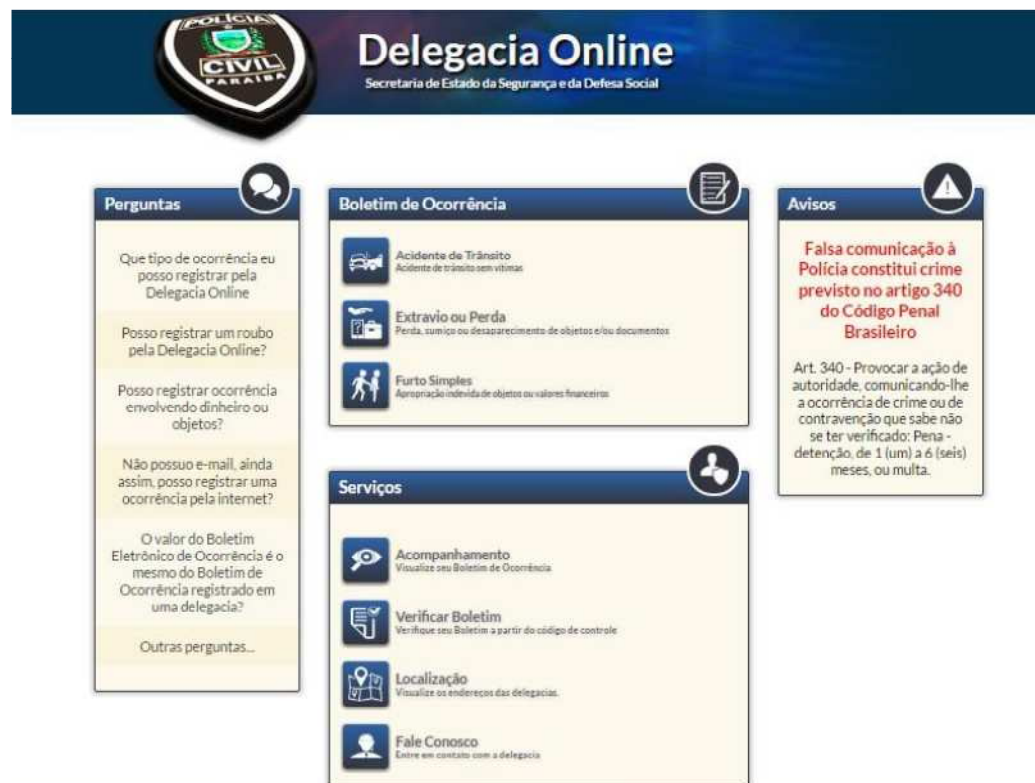 POLÍCIA
CIVIL
PARAÍBA
Delegacia Online
Secretaria de Estado da Segurança e da Defesa Social
Perguntas
Que tipo de ocorrência eu
posso registrar pela
Delegacia Online
Posso registrar um roubo
pela Delegacia Online?
Posso registrar ocorrência
envolvendo dinheiro ou
objetos?
Não possuo e-mail, ainda
assim, posso registrar uma
ocorrência pela internet?
O valor do Boletim
Eletrônico de Ocorrência é o
mesmo do Boletim de
Ocorrência registrado em
uma delegacia?
Outras perguntas...
Boletim de Ocorrência
Acidente de Trânsito
Acidente de trânsito sem vítimas
Extravio ou Perda
Perda, sumiço ou desaparecimento de objetos e/ou documentos
Furto Simples
Apropriação indevida de objetos ou valores financeiros
Serviços
Acompanhamento
Visualize seu Boletim de Ocorrência
Verificar Boletim
Verifique seu Boletim a partir do código de controle
Localização
Visualize os endereços das delegacias.
Fale Conosco
Entre em contato com a delegacia
Avisos
Falsa comunicação à
Polícia constitui crime
previsto no artigo 340
do Código Penal
Brasileiro
Art. 340 - Provocar a ação de
autoridade, comunicando-lhe
a ocorrência de crime ou de
contravenção que sabe não
se ter verificado: Pena -
detenção, de 1 (um) a 6 (seis)
meses, ou multa.